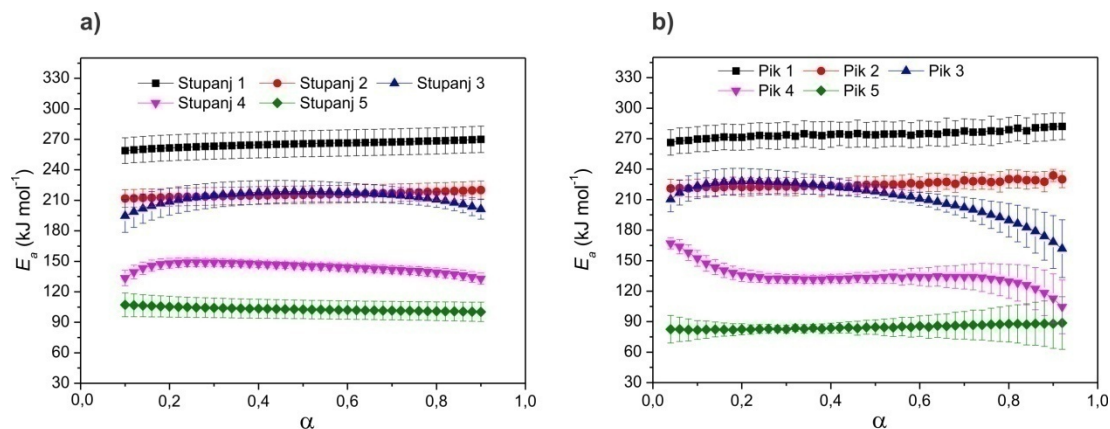 a)
Stupanj 1 Stupanj 2 Stupanj 3
Stupanj 4 Stupanj 5
330
300
270
240
210
180
150
120
90
60
30
Eₐ (kJ mol⁻¹)
0,0 0,2 0,4 0,6 0,8 1,0
α
b)
Pik 1 Pik 2 Pik 3
Pik 4 Pik 5
330
300
270
240
210
180
150
120
90
60
30
Eₐ (kJ mol⁻¹)
0,0 0,2 0,4 0,6 0,8 1,0
α